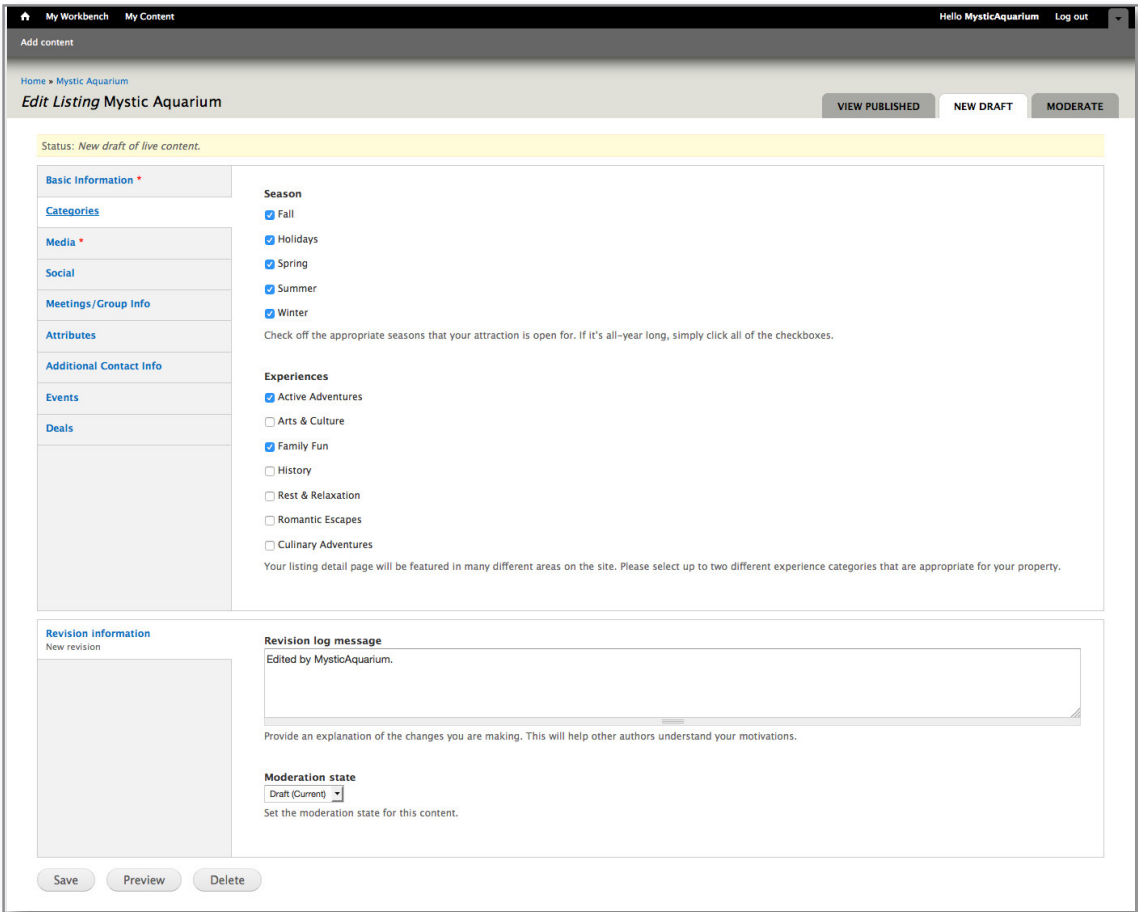 My Workbench My Content Hello MysticAquarium Log out
Add content
Home » Mystic Aquarium
Edit Listing Mystic Aquarium
VIEW PUBLISHED NEW DRAFT MODERATE
Status: New draft of live content.
Basic Information *
Categories
Media *
Social
Meetings/Group Info
Attributes
Additional Contact Info
Events
Deals
Season
Fall
Holidays
Spring
Summer
Winter
Check off the appropriate seasons that your attraction is open for. If it's all-year long, simply click all of the checkboxes.
Experiences
Active Adventures
Arts & Culture
Family Fun
History
Rest & Relaxation
Romantic Escapes
Culinary Adventures
Your listing detail page will be featured in many different areas on the site. Please select up to two different experience categories that are appropriate for your property.
Revision information
New revision
Revision log message
Edited by MysticAquarium.
Provide an explanation of the changes you are making. This will help other authors understand your motivations.
Moderation state
Draft (Current)
Set the moderation state for this content.
Save Preview Delete